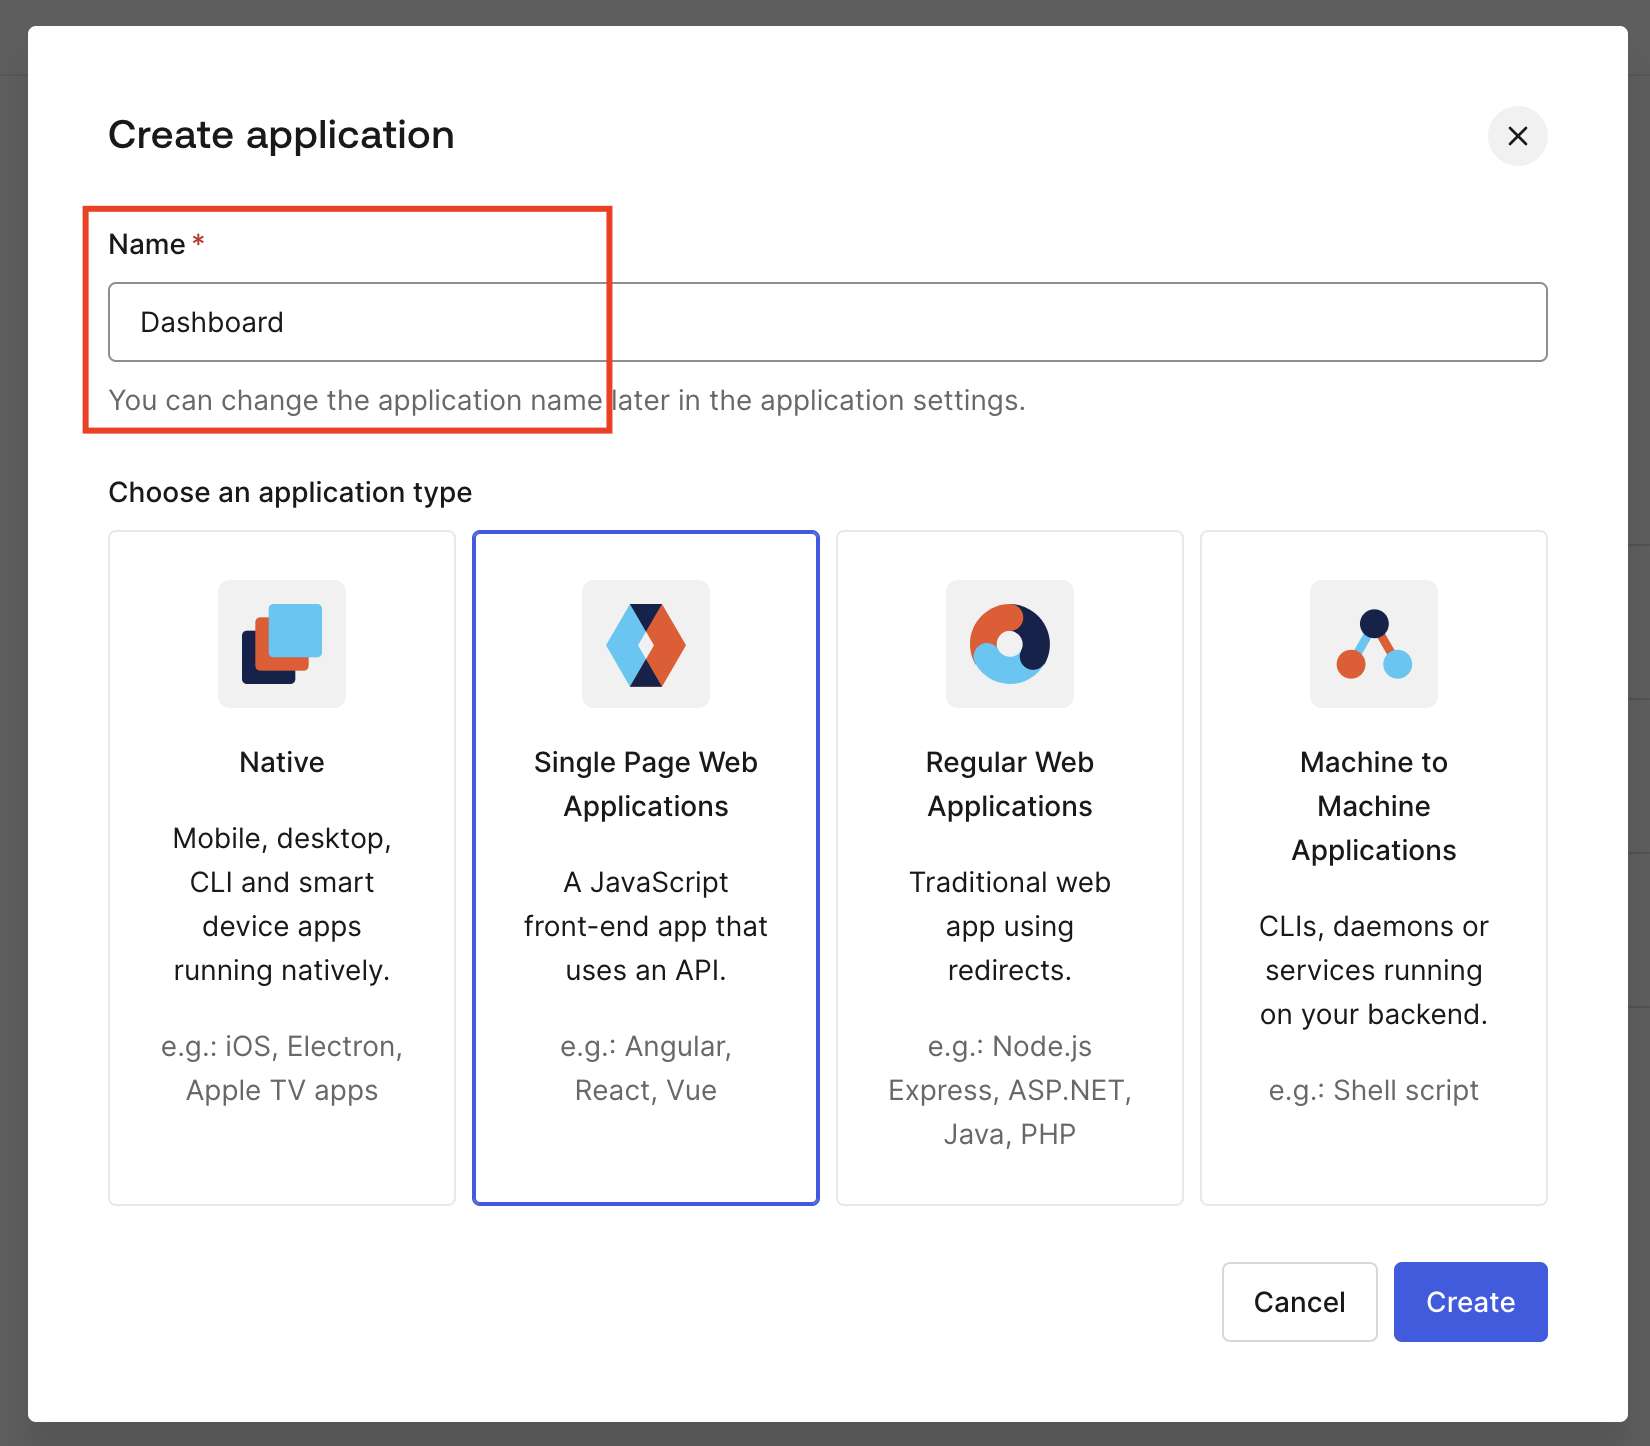 Create application
Name *
Dashboard
You can change the application name later in the application settings.
Choose an application type
Native
Mobile, desktop,
CLI and smart
device apps
running natively.
e.g.: iOS, Electron,
Apple TV apps
Single Page Web
Applications
A JavaScript
front-end app that
uses an API.
e.g.: Angular,
React, Vue
Regular Web
Applications
Traditional web
app using
redirects.
e.g.: Node.js
Express, ASP.NET,
Java, PHP
Machine to
Machine
Applications
CLIs, daemons or
services running
on your backend.
e.g.: Shell script
Cancel
Create